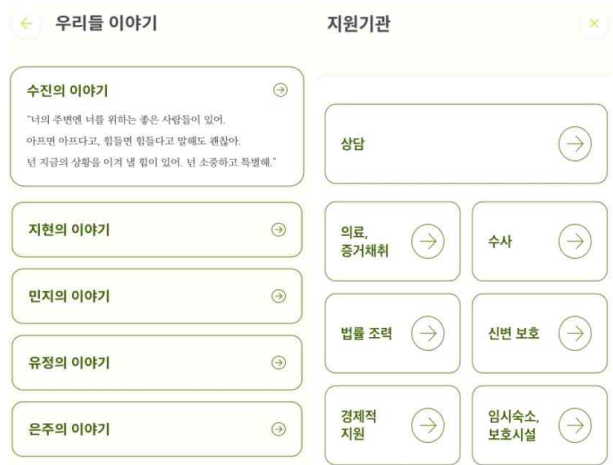 우리들 이야기
수진의 이야기
"너의 주변엔 너를 위하는 좋은 사람들이 있어.
아프면 아프다고, 힘들면 힘들다고 말해도 괜찮아.
넌 지금의 상황을 이겨 낼 힘이 있어. 넌 소중하고 특별해."
지현의 이야기
민지의 이야기
유정의 이야기
은주의 이야기
지원기관
상담
의료,
증거채취
수사
법률 조력
신변 보호
경제적
지원
임시숙소,
보호시설